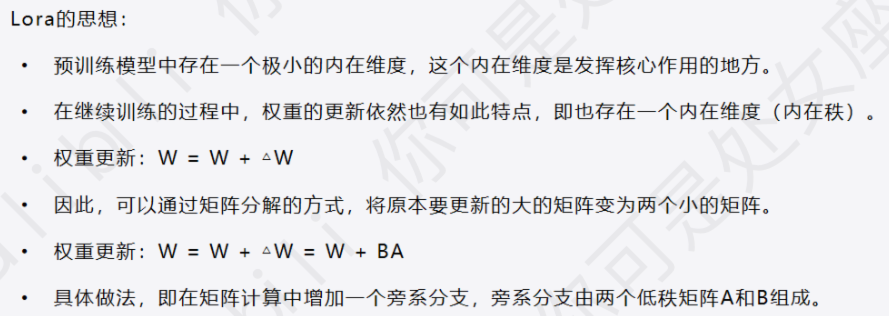 Lora的思想：
• 预训练模型中存在一个极小的内在维度，这个内在维度是发挥核心作用的地方。
• 在继续训练的过程中，权重的更新依然也有如此特点，即也存在一个内在维度（内在秩）。
• 权重更新：W = W + △W
• 因此，可以通过矩阵分解的方式，将原本要更新的大的矩阵变为两个小的矩阵。
• 权重更新：W = W + △W = W + BA
• 具体做法，即在矩阵计算中增加一个旁系分支，旁系分支由两个低秩矩阵A和B组成。
你可是处女座